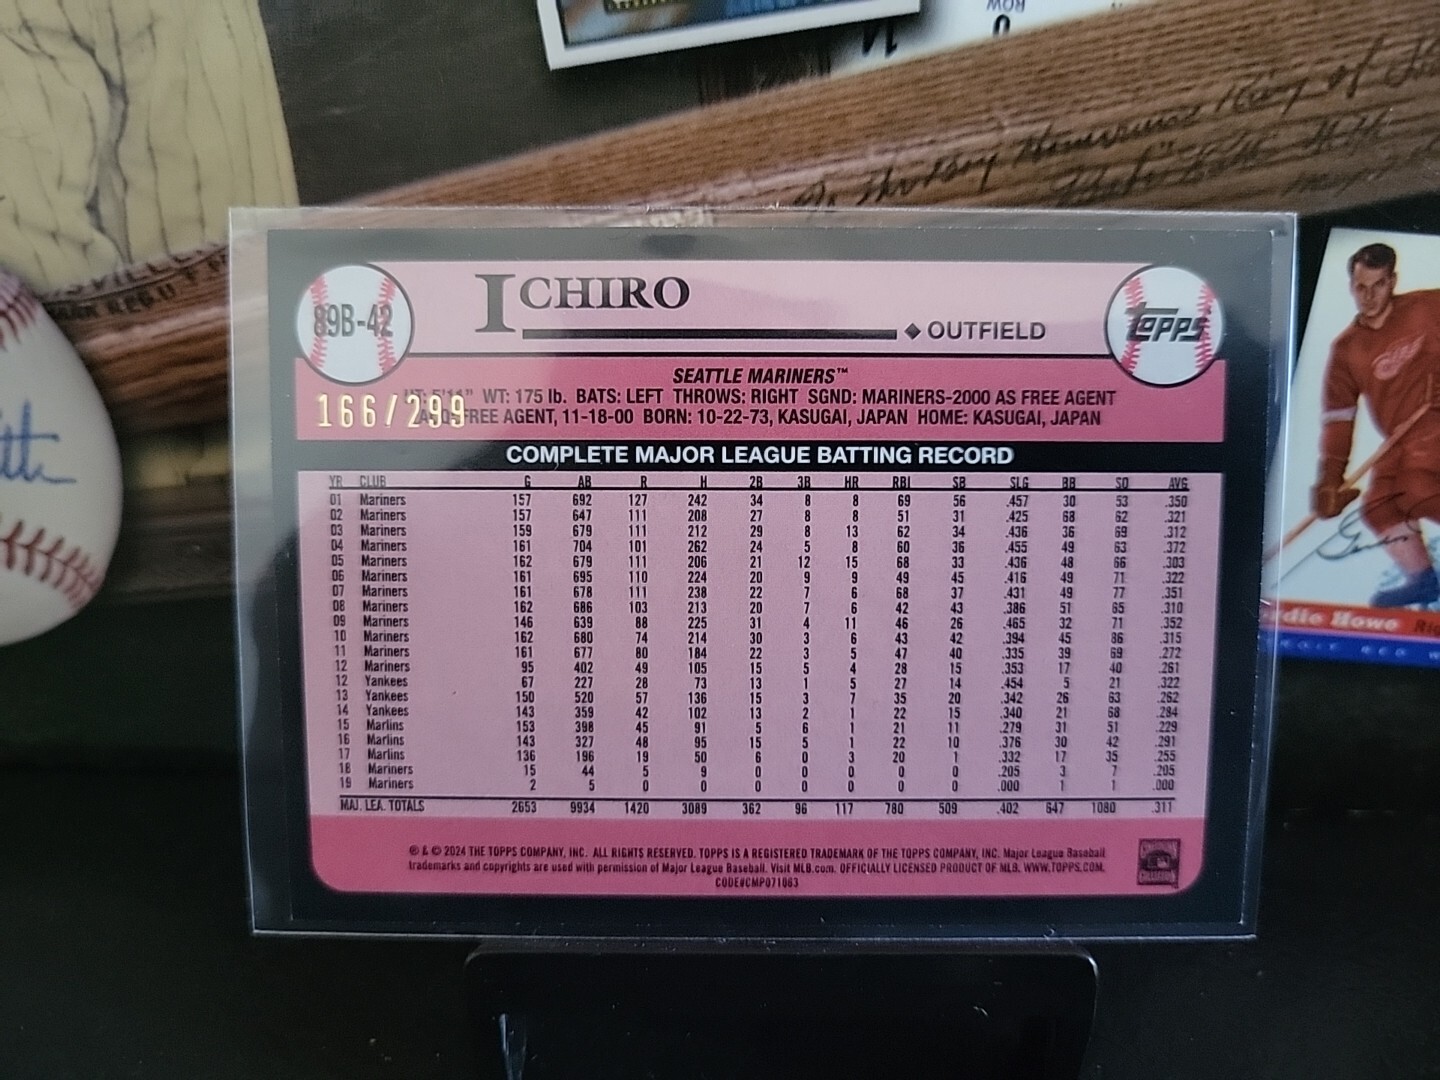 ROW
14
0
King of
89B-42
ICHIRO
◆ OUTFIELD
TOPPS
SEATTLE MARINERS™
HT: 5'11" WT: 175 lb. BATS: LEFT THROWS: RIGHT SGND: MARINERS-2000 AS FREE AGENT
166/299
FREE AGENT, 11-18-00 BORN: 10-22-73, KASUGAI, JAPAN HOME: KASUGAI, JAPAN
COMPLETE MAJOR LEAGUE BATTING RECORD
YR CLUB G AB R H 2B 3B HR RBI SB SLG BB SO AVG
01 Mariners 157 692 127 242 34 8 8 69 56 .457 30 53 .350
02 Mariners 157 647 111 208 27 8 8 51 31 .425 68 62 .321
03 Mariners 159 679 111 212 29 8 13 62 34 .436 36 69 .312
04 Mariners 161 704 101 262 24 5 8 60 36 .455 49 63 .372
05 Mariners 162 679 111 206 21 12 15 68 33 .436 48 66 .303
06 Mariners 161 695 110 224 20 9 9 49 45 .416 49 71 .322
07 Mariners 161 678 111 238 22 7 6 68 37 .431 49 77 .351
08 Mariners 162 686 103 213 20 7 6 42 43 .386 51 65 .310
09 Mariners 146 639 88 225 31 4 11 46 26 .465 32 71 .352
10 Mariners 162 680 74 214 30 3 6 43 42 .394 45 86 .315
11 Mariners 161 677 80 184 22 3 5 47 40 .335 39 69 .272
12 Mariners 95 402 49 105 15 5 4 28 15 .353 17 40 .261
12 Yankees 67 227 28 73 13 1 5 27 14 .454 5 21 .322
13 Yankees 150 520 57 136 15 3 7 35 20 .342 26 63 .262
14 Yankees 143 359 42 102 13 2 1 22 15 .340 21 68 .284
15 Marlins 153 398 45 91 5 6 1 21 11 .279 31 51 .229
16 Marlins 143 327 48 95 15 5 1 22 10 .376 30 42 .291
17 Marlins 136 196 19 50 6 0 3 20 1 .332 17 35 .255
18 Mariners 15 44 5 9 0 0 0 0 0 .205 3 7 .205
19 Mariners 2 5 0 0 0 0 0 0 0 .000 1 1 .000
MAJ. LEA. TOTALS 2653 9934 1420 3089 362 96 117 780 509 .402 647 1080 .311
® & © 2024 THE TOPPS COMPANY, INC. ALL RIGHTS RESERVED. TOPPS IS A REGISTERED TRADEMARK OF THE TOPPS COMPANY, INC. Major League Baseball
trademarks and copyrights are used with permission of Major League Baseball. Visit MLB.com. OFFICIALLY LICENSED PRODUCT OF MLB. WWW.TOPPS.COM.
CODE#CMP071063
Howe